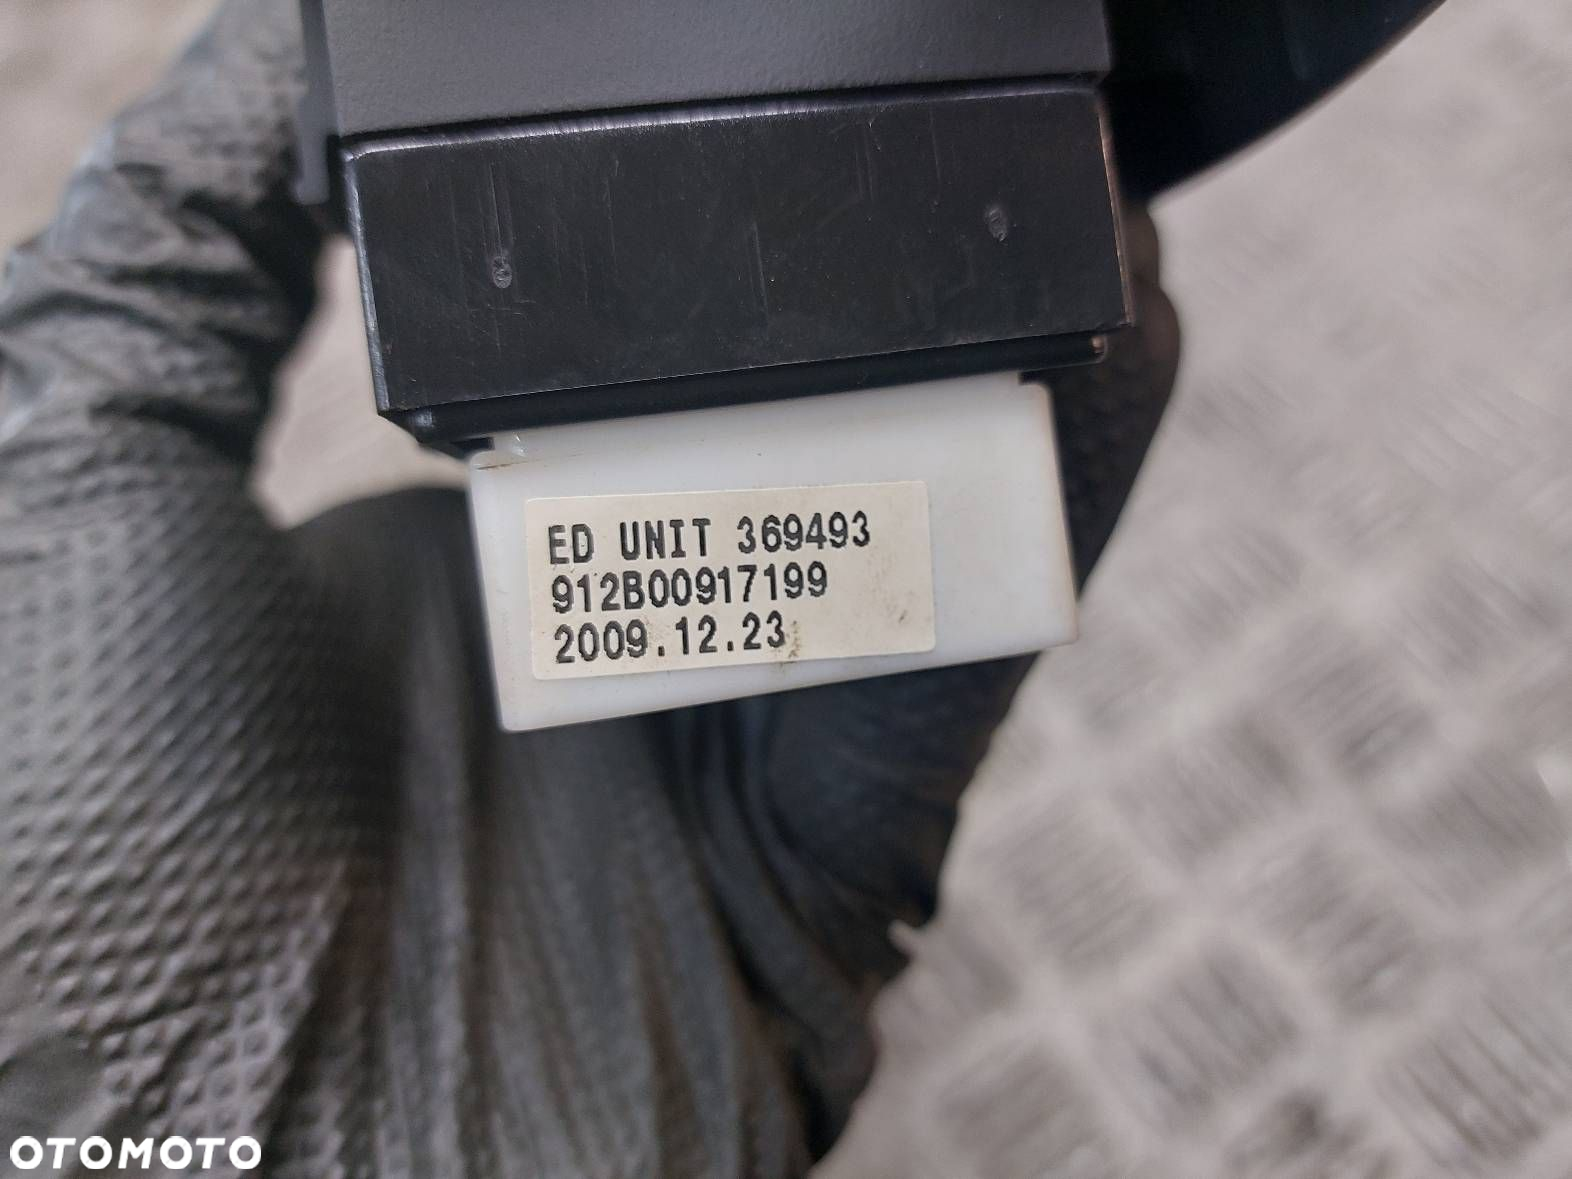 ED UNIT 369493
912B00917199
2009.12.23
OTOMOTO